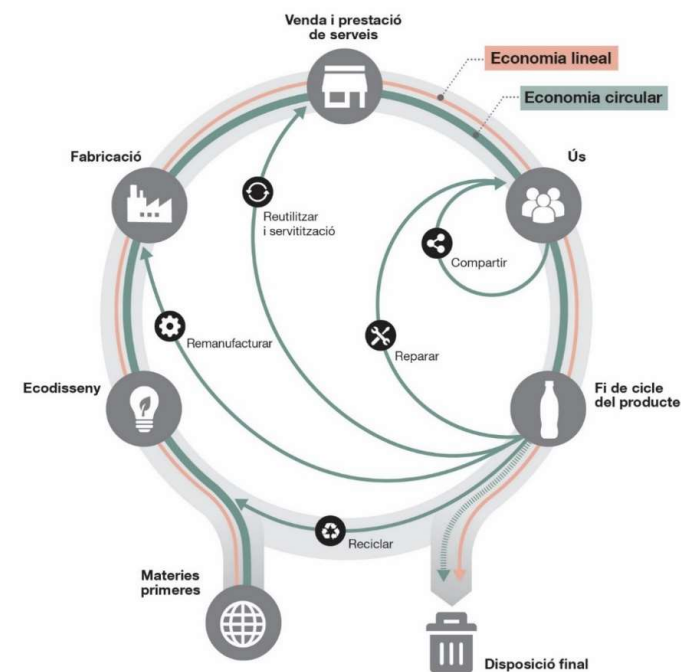 Venda i prestació
de serveis
Economia lineal
Economia circular
Fabricació
Ús
Reutilitzar
i servitització
Compartir
Remanufacturar
Reparar
Ecodisseny
Fi de cicle
del producte
Reciclar
Materies
primeres
Disposició final